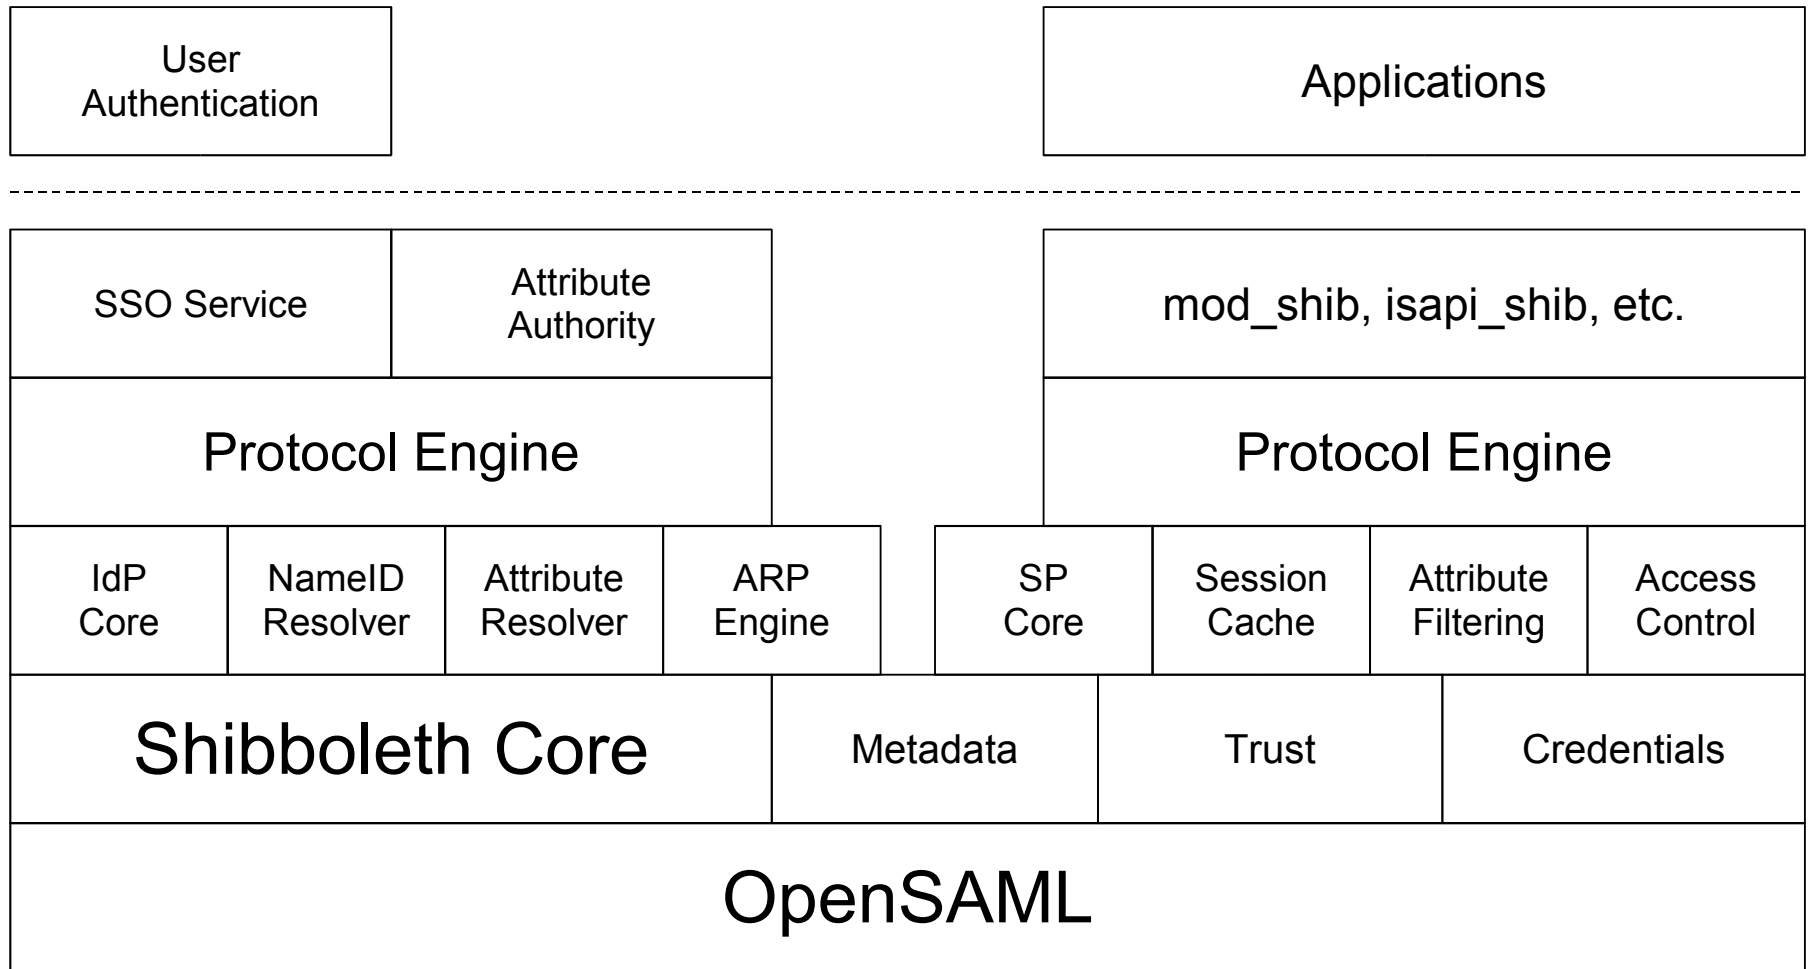 User
Authentication
Applications
SSO Service
Attribute
Authority
mod_shib, isapi_shib, etc.
Protocol Engine
Protocol Engine
IdP
Core
NameID
Resolver
Attribute
Resolver
ARP
Engine
SP
Core
Session
Cache
Attribute
Filtering
Access
Control
Shibboleth Core
Metadata
Trust
Credentials
OpenSAML